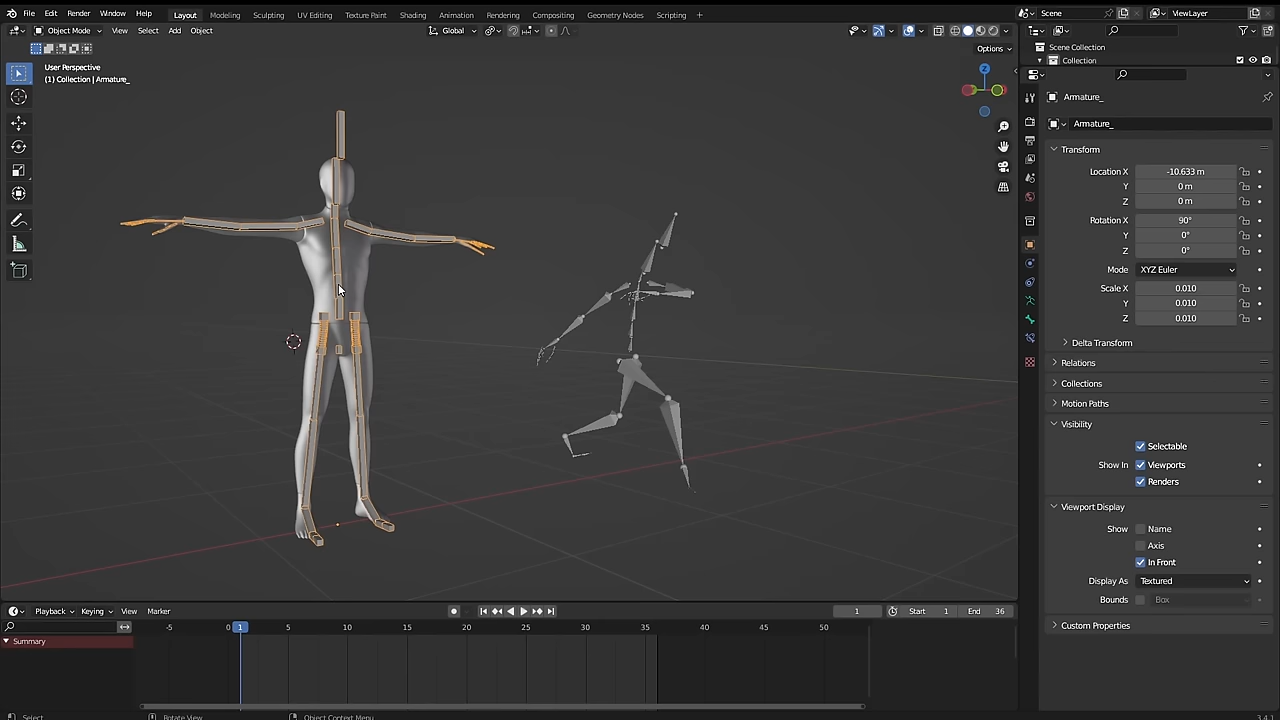 File Edit Render Window Help Layout Modeling Sculpting UV Editing Texture Paint Shading Animation Rendering Compositing Geometry Nodes Scripting + Scene ViewLayer
Object Mode View Select Add Object Global
Options
User Perspective
(1) Collection | Armature_
Z
Scene Collection
Collection
Armature_
Armature_
Transform
Location X -10.633 m
Y 0 m
Z 0 m
Rotation X 90°
Y 0°
Z 0°
Mode XYZ Euler
Scale X 0.010
Y 0.010
Z 0.010
Delta Transform
Relations
Collections
Motion Paths
Visibility
Selectable
Show In Viewports
Renders
Viewport Display
Show Name
Axis
In Front
Display As Textured
Bounds Box
Custom Properties
Playback Keying View Marker 1 Start 1 End 36
-5 0 1 5 10 15 20 25 30 35 40 45 50
Summary
Select Rotate View Object Context Menu 3.4.1